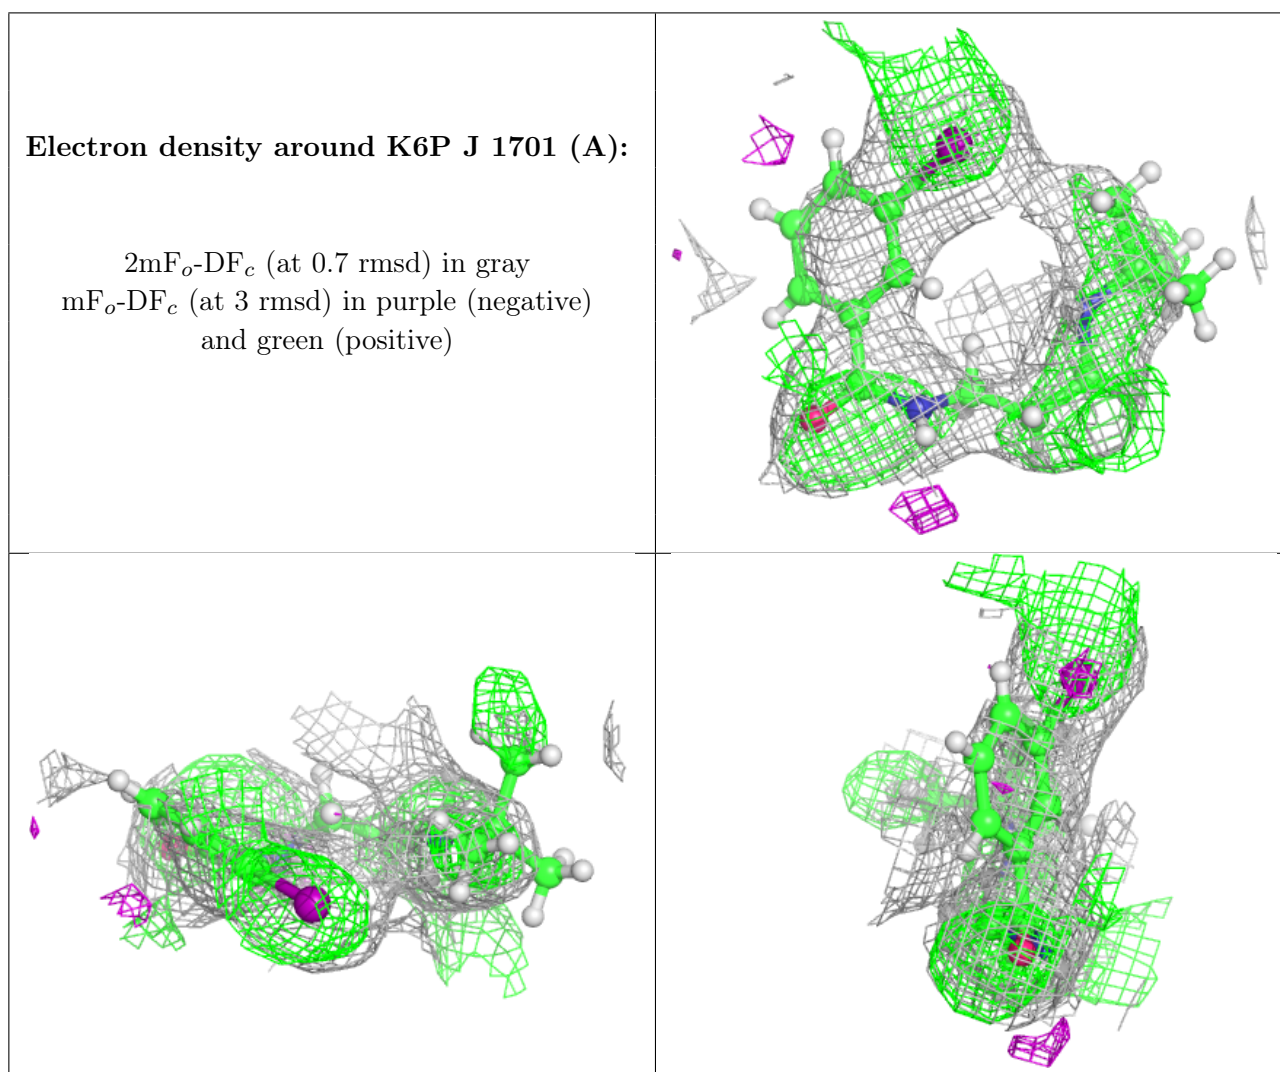 Electron density around K6P J 1701 (A):
2mFo-DFc (at 0.7 rmsd) in gray
mFo-DFc (at 3 rmsd) in purple (negative)
and green (positive)